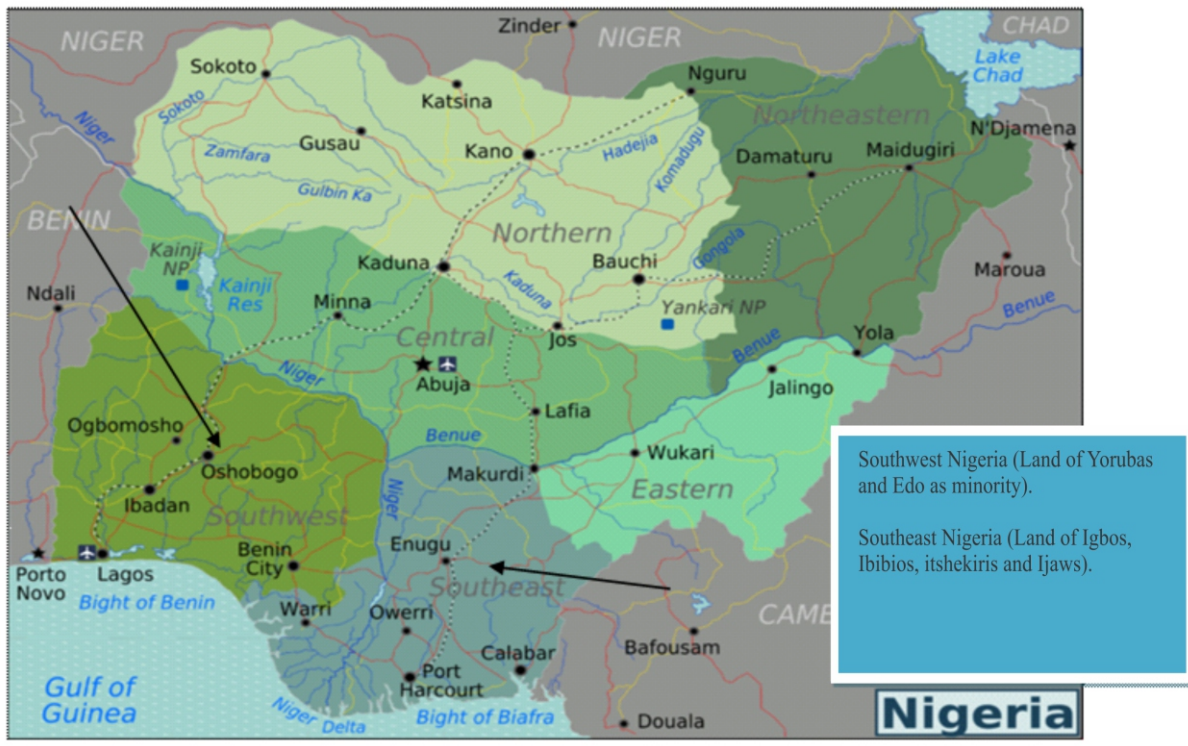 Zinder
NIGER
NIGER
CHAD
Lake
Chad
Sokoto
Nguru
Katsina
Sokoto
Niger
Northeastern
N'Djamena
Gusau
Kano
Hadejia
Komadugu
Zamfara
Damaturu
Maidugiri
Gulbin Ka
BENIN
Northern
Kainji
NP
Kaduna
Bauchi
Gongola
Maroua
Kainji
Res
Ndali
Minna
Kaduna
Yankari NP
Benue
Central
Jos
Benue
Yola
Niger
Abuja
Jalingo
Ogbomosho
Lafia
Benue
Oshobogo
Makurdi
Wukari
Ibadan
Niger
Eastern
Southwest
Enugu
Benin
City
Porto
Novo
Lagos
Southeast
Bight of Benin
Warri
Owerri
CAME
Bafousam
Calabar
Port
Harcourt
Gulf of
Guinea
Niger Delta
Bight of Biafra
Douala
Nigeria
Southwest Nigeria (Land of Yorubas
and Edo as minority).
Southeast Nigeria (Land of Igbos,
Ibibios, itshekiris and Ijaws).